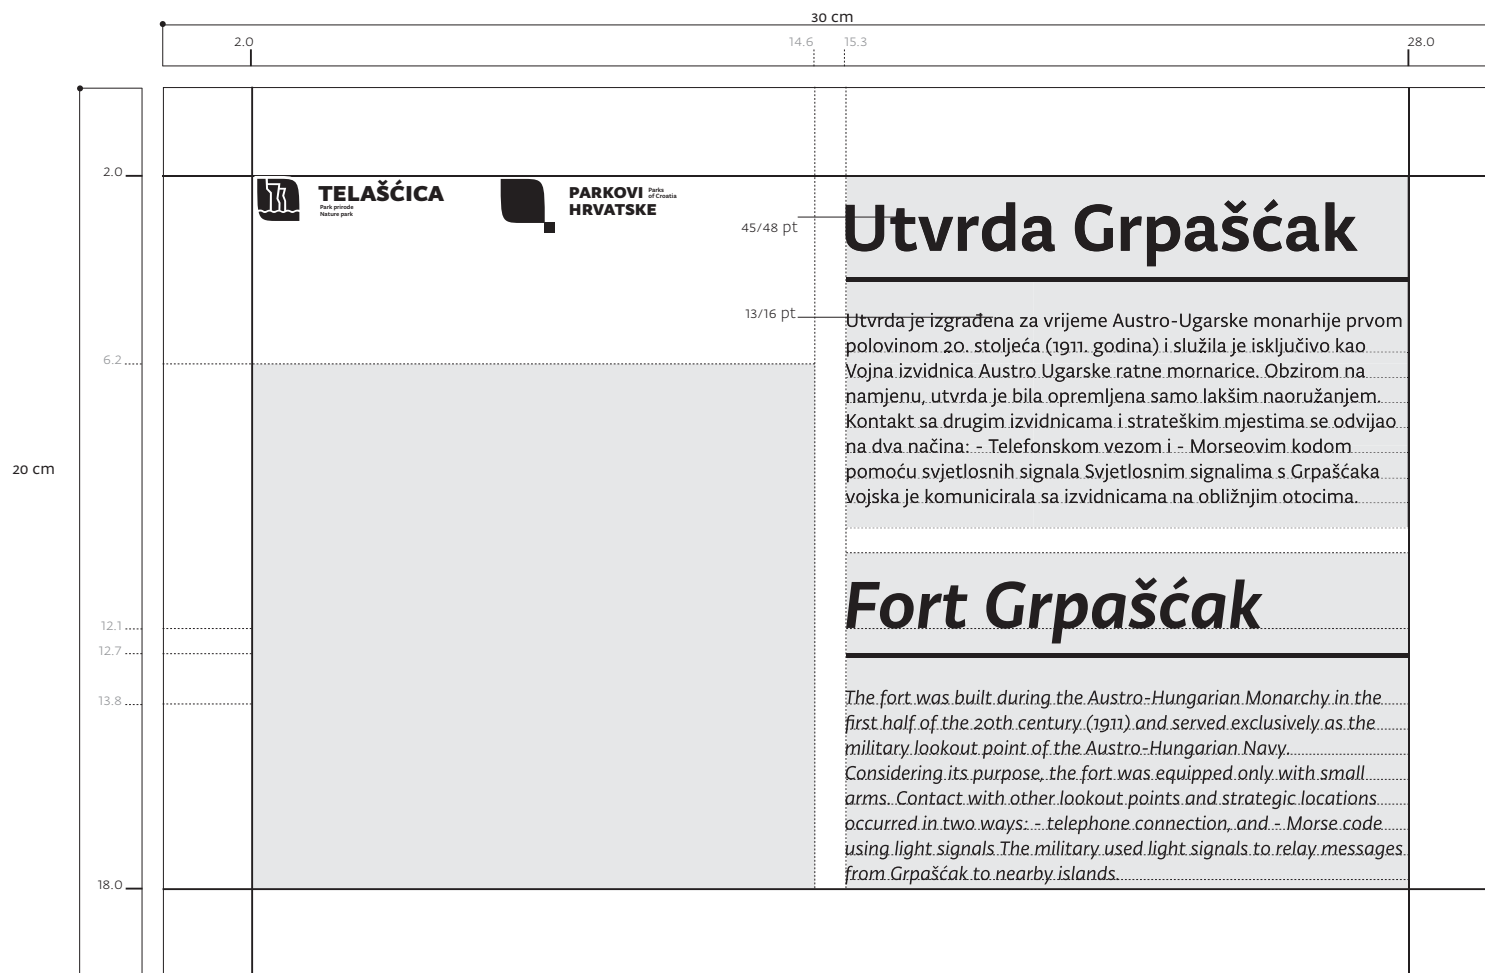 30 cm
2.0
14.6
15.3
28.0
2.0
TELAŠĆICA
Park prirode
Nature park
PARKOVI
HRVATSKE
Parks
of Croatia
45/48 pt
Utvrda Grpašćak
13/16 pt
Utvrda je izgrađena za vrijeme Austro-Ugarske monarhije prvom
polovinom 20. stoljeća (1911. godina) i služila je isključivo kao
Vojna izvidnica Austro Ugarske ratne mornarice. Obzirom na
namjenu, utvrda je bila opremljena samo lakšim naoružanjem.
Kontakt sa drugim izvidnicama i strateškim mjestima se odvijao
na dva načina: - Telefonskom vezom i - Morseovim kodom
pomoću svjetlosnih signala Svjetlosnim signalima s Grpašćaka
vojska je komunicirala sa izvidnicama na obližnjim otocima.
6.2
20 cm
Fort Grpašćak
12.1
12.7
13.8
The fort was built during the Austro-Hungarian Monarchy in the
first half of the 20th century (1911) and served exclusively as the
military lookout point of the Austro-Hungarian Navy.
Considering its purpose, the fort was equipped only with small
arms. Contact with other lookout points and strategic locations
occurred in two ways: - telephone connection, and - Morse code
using light signals The military used light signals to relay messages
from Grpašćak to nearby islands.
18.0